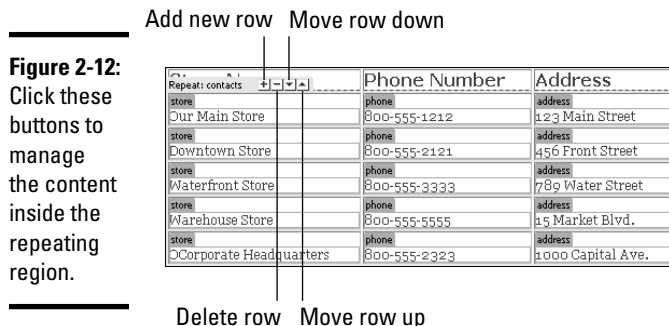 Add new row Move row down
Figure 2-12:
Click these
buttons to
manage
the content
inside the
repeating
region.
Repeat: contacts
Phone Number Address
store phone address
Our Main Store 800-555-1212 123 Main Street
store phone address
Downtown Store 800-555-2121 456 Front Street
store phone address
Waterfront Store 800-555-3333 789 Water Street
store phone address
Warehouse Store 800-555-5555 15 Market Blvd.
store phone address
OCorporate Headquarters 800-555-2323 1000 Capital Ave.
Delete row Move row up